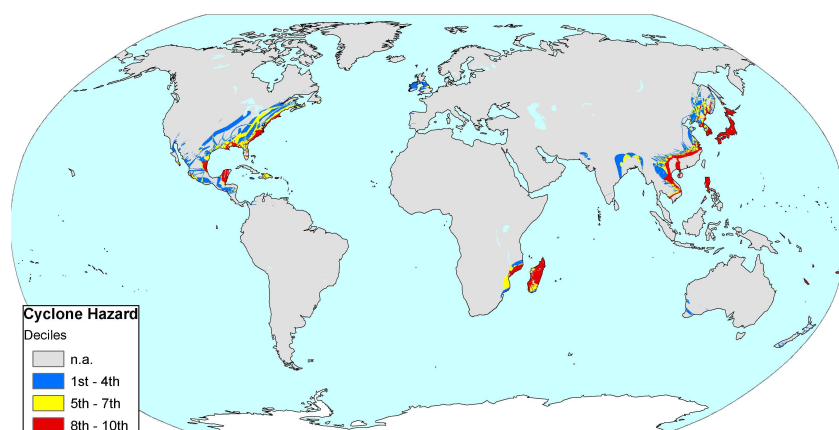 Cyclone Hazard
Deciles
n.a.
1st - 4th
5th - 7th
8th - 10th